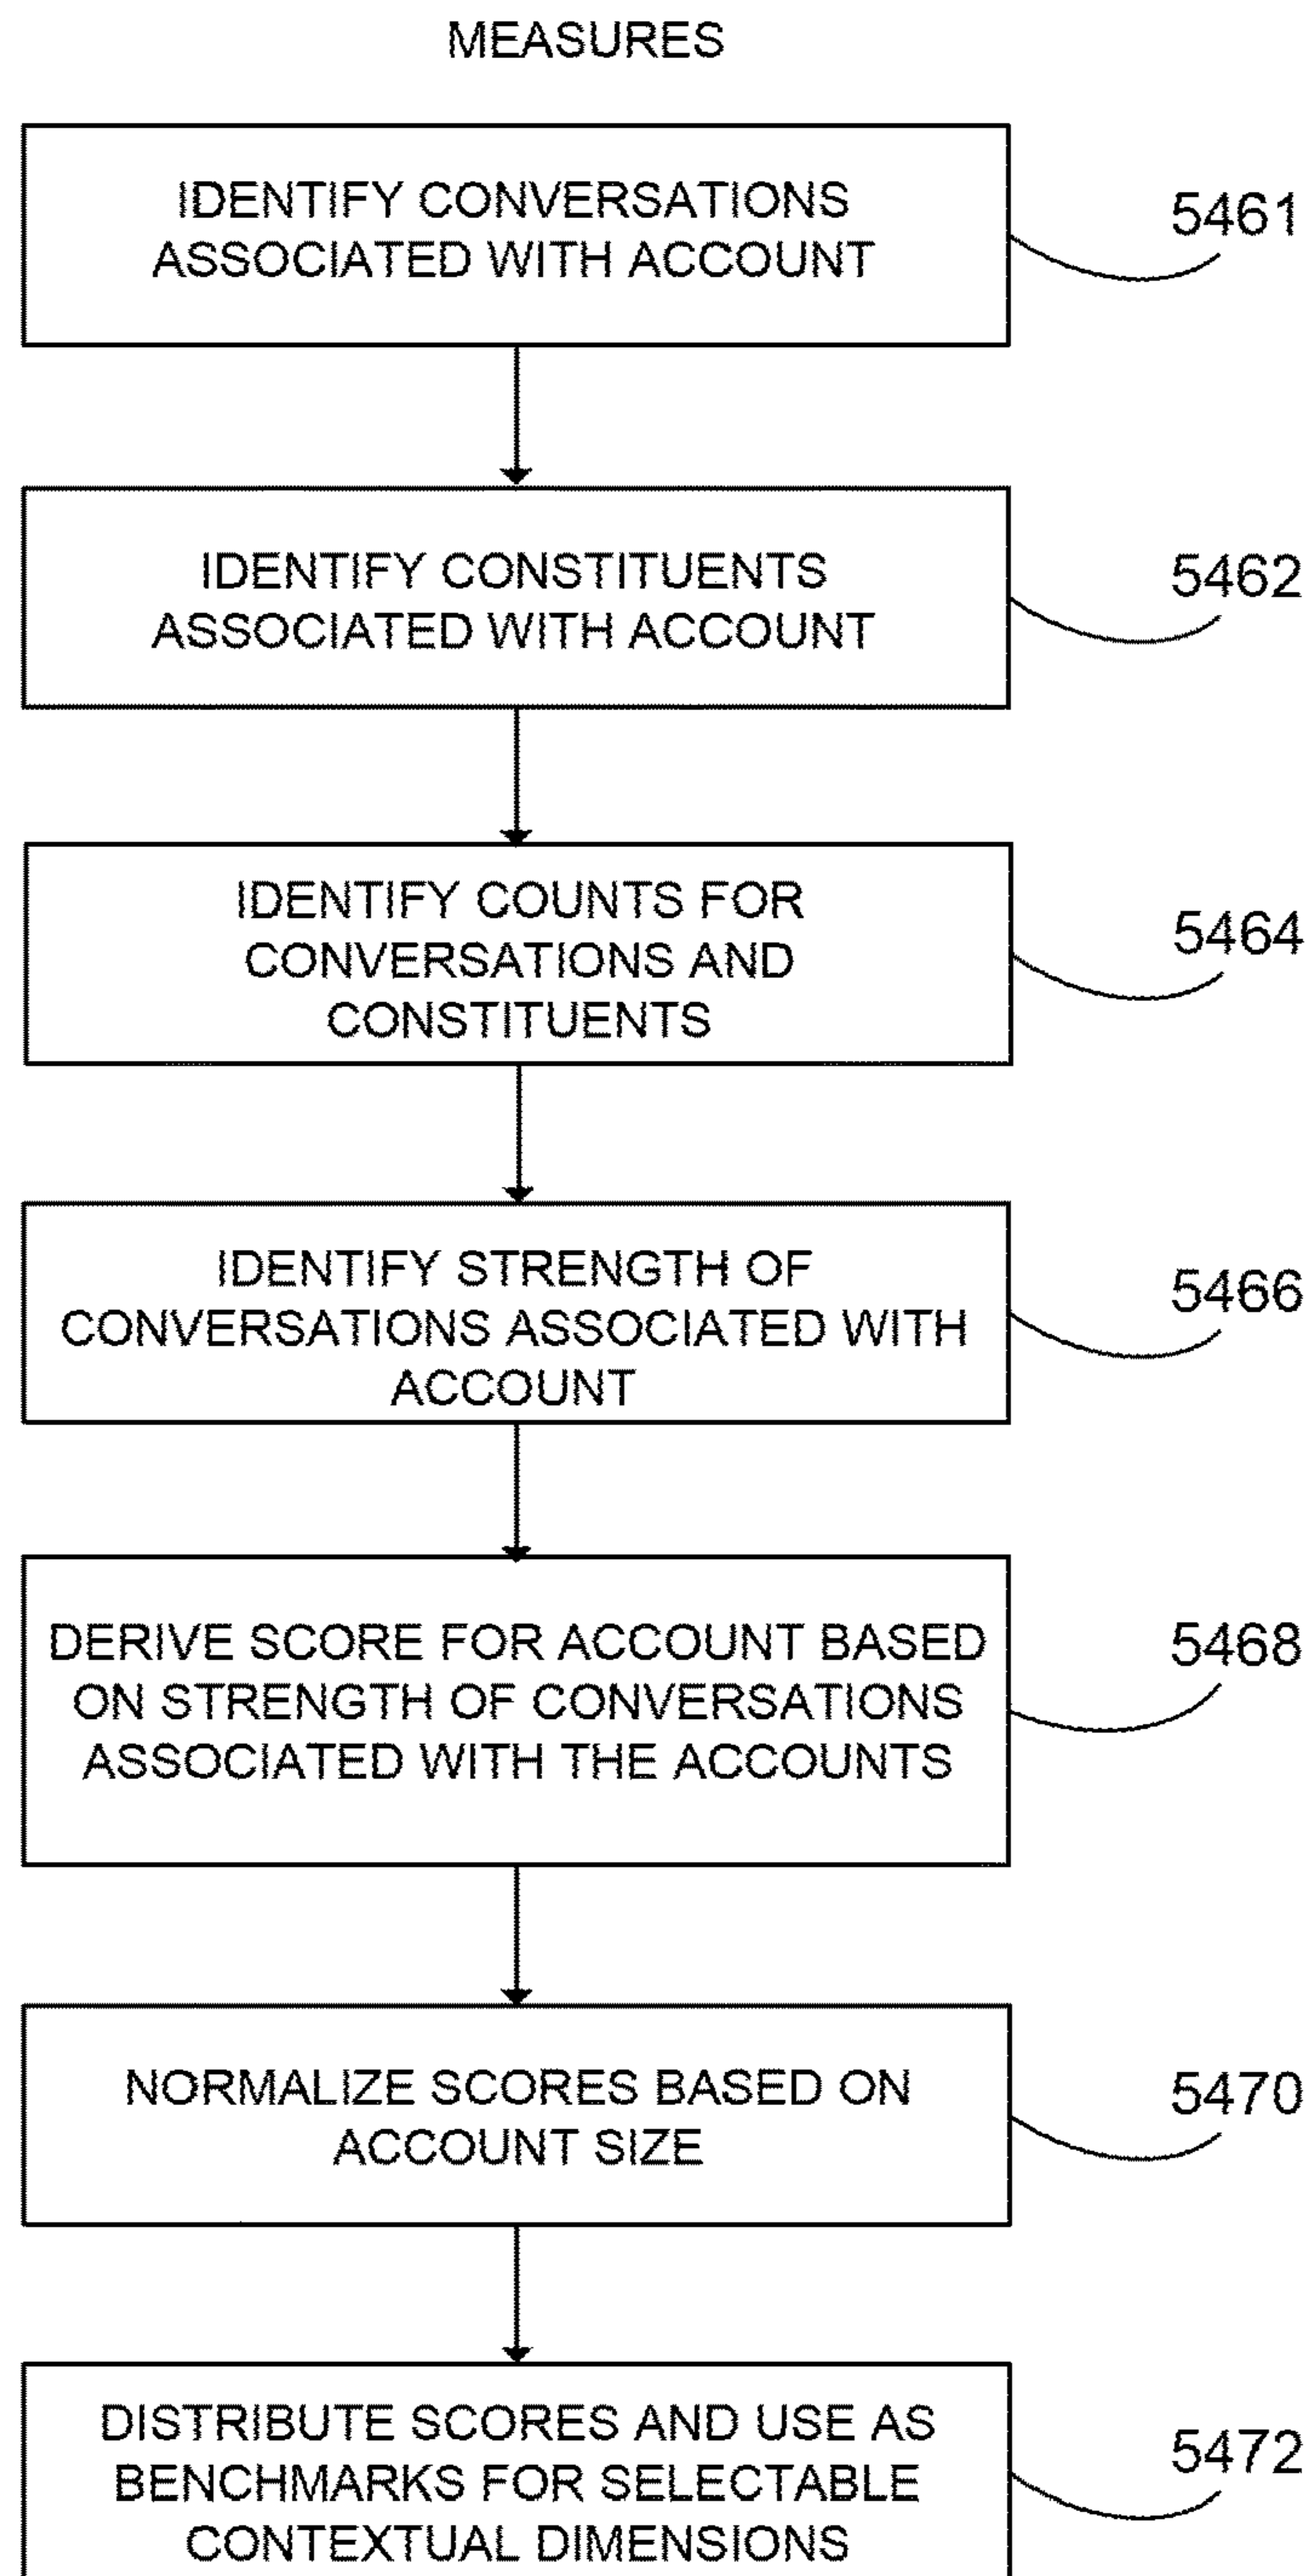 MEASURES
IDENTIFY CONVERSATIONS
ASSOCIATED WITH ACCOUNT
5461
IDENTIFY CONSTITUENTS
ASSOCIATED WITH ACCOUNT
5462
IDENTIFY COUNTS FOR
CONVERSATIONS AND
CONSTITUENTS
5464
IDENTIFY STRENGTH OF
CONVERSATIONS ASSOCIATED WITH
ACCOUNT
5466
DERIVE SCORE FOR ACCOUNT BASED
ON STRENGTH OF CONVERSATIONS
ASSOCIATED WITH THE ACCOUNTS
5468
NORMALIZE SCORES BASED ON
ACCOUNT SIZE
5470
DISTRIBUTE SCORES AND USE AS
BENCHMARKS FOR SELECTABLE
CONTEXTUAL DIMENSIONS
5472